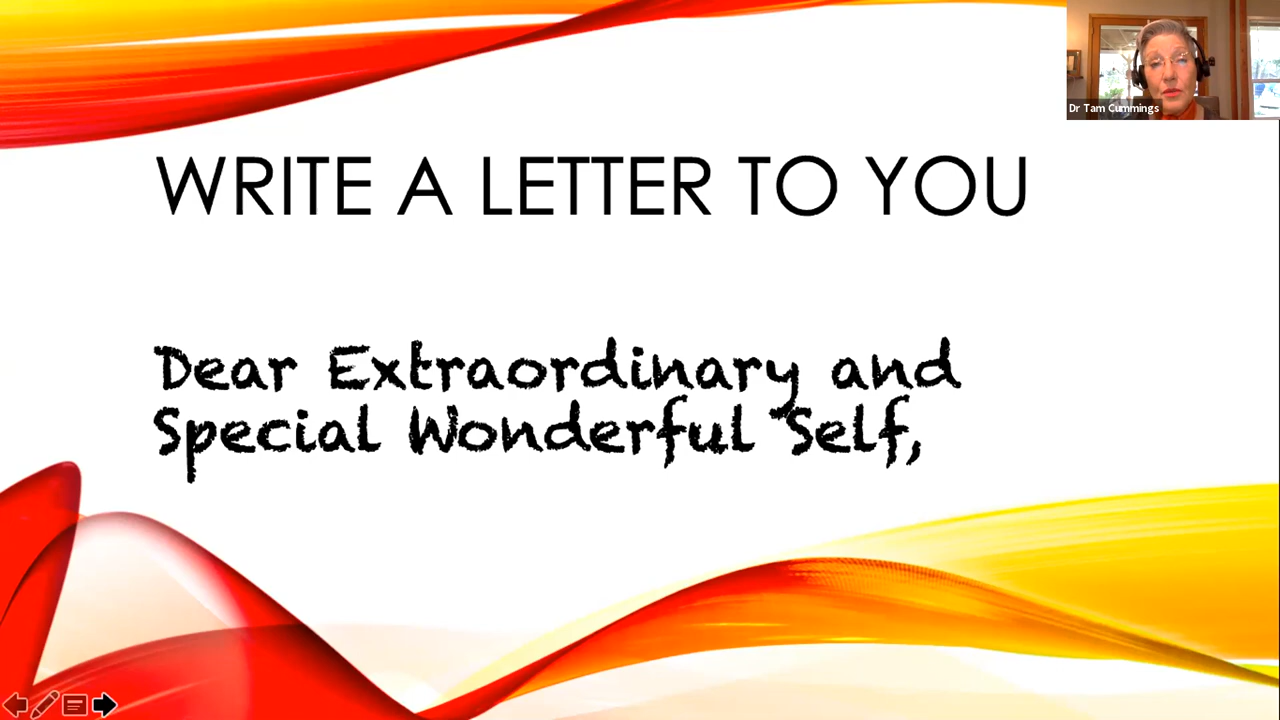 Dr Tam Cummings
WRITE A LETTER TO YOU
Dear Extraordinary and
Special Wonderful Self,